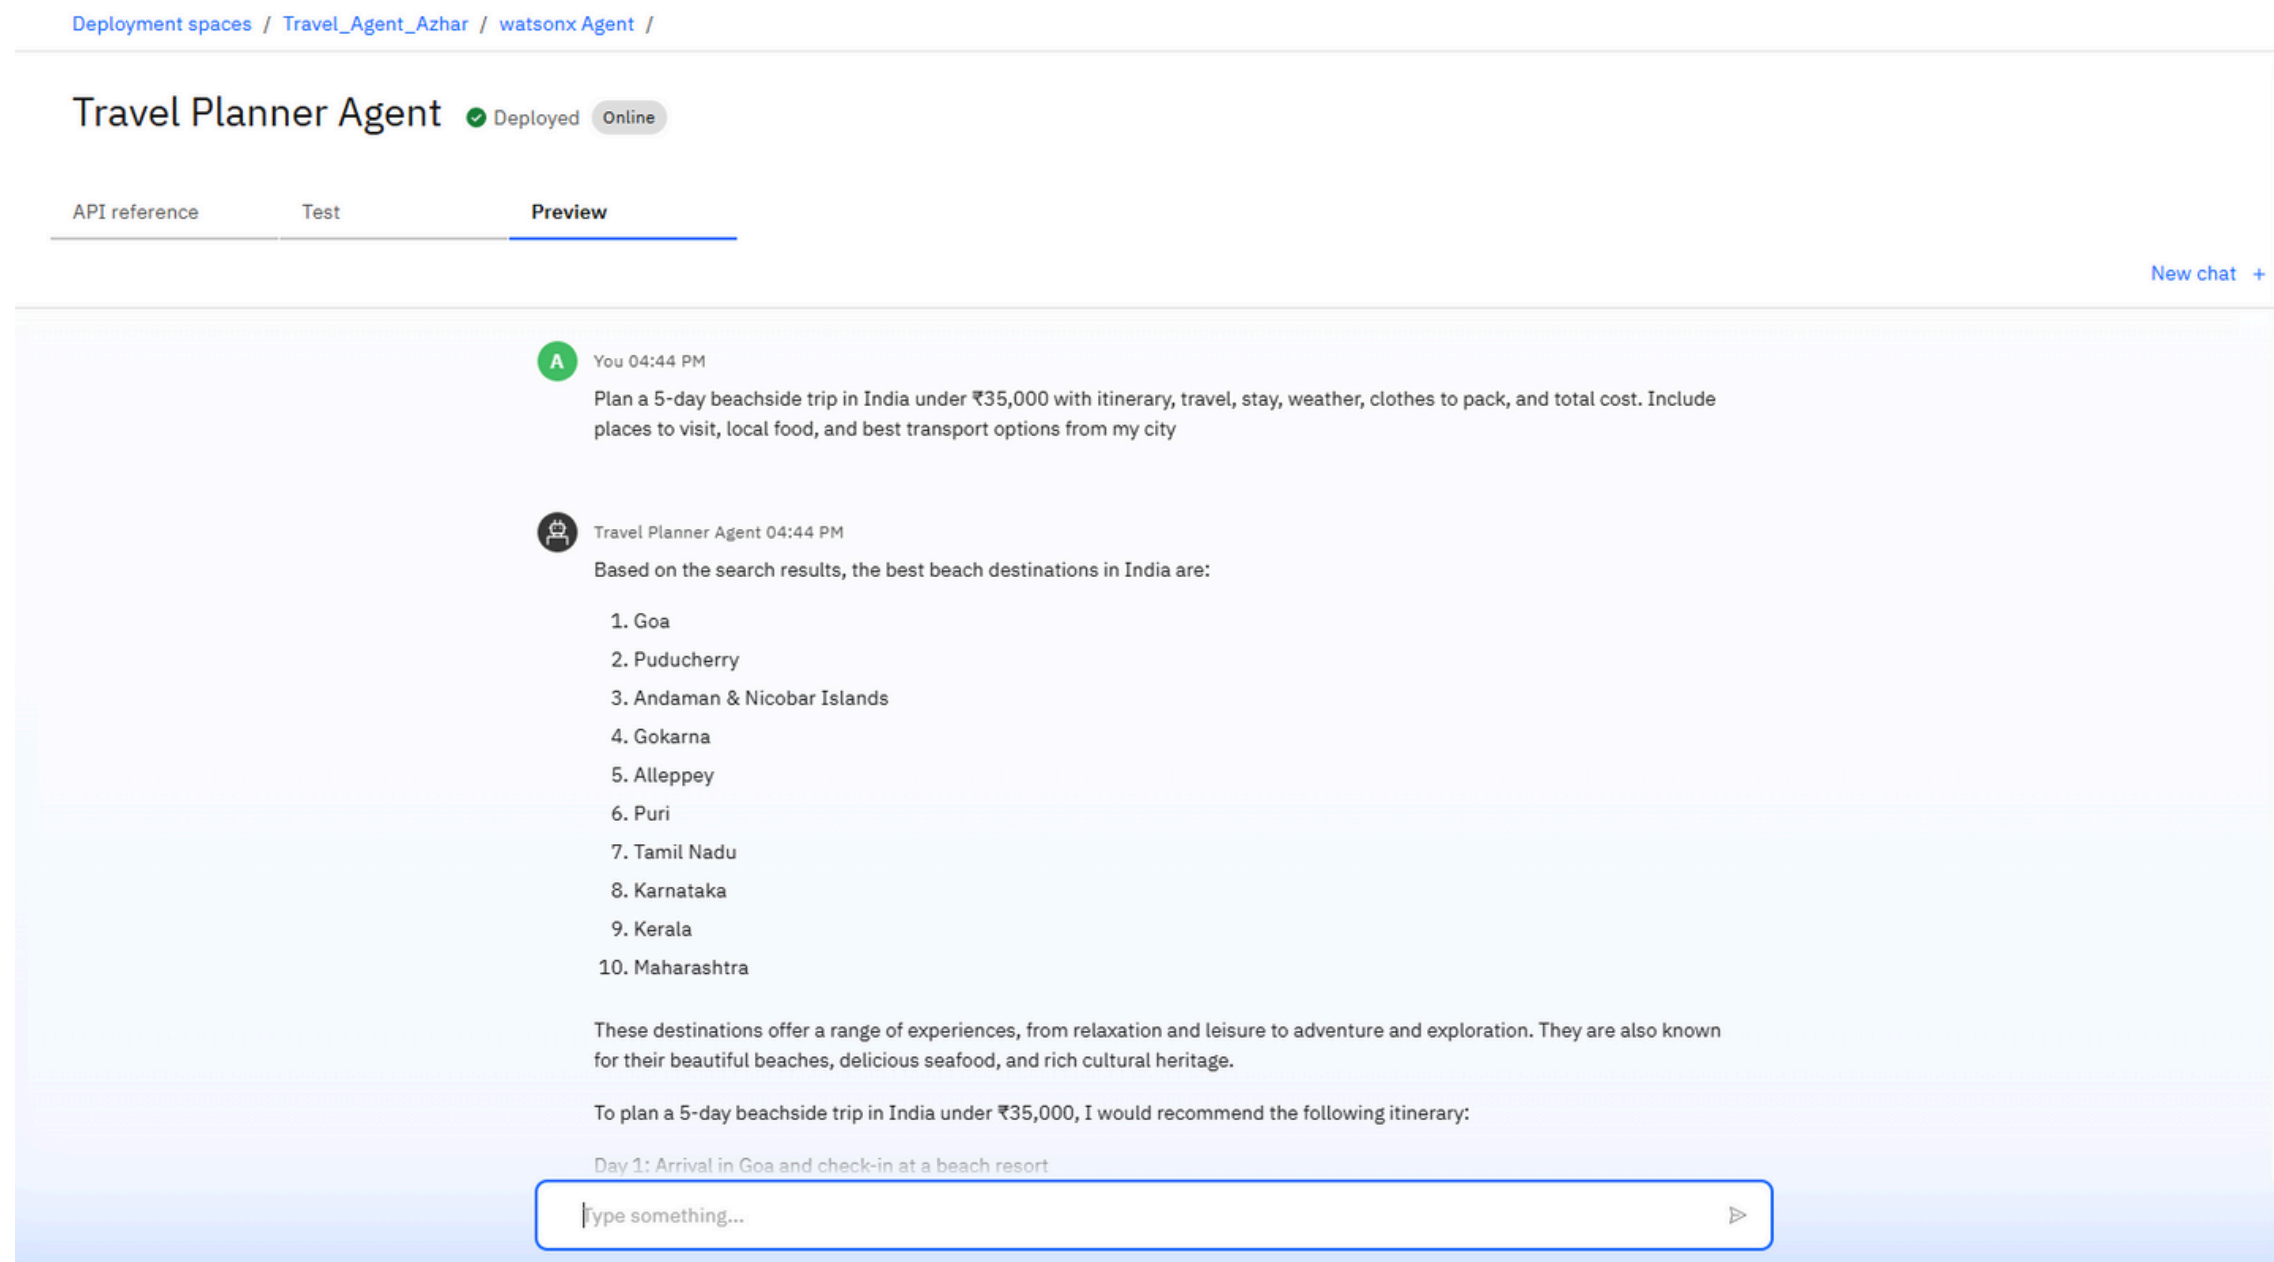 Deployment spaces / Travel_Agent_Azhar / watsonx Agent /
Travel Planner Agent Deployed Online
API reference Test Preview
New chat +
A You 04:44 PM
Plan a 5-day beachside trip in India under ₹35,000 with itinerary, travel, stay, weather, clothes to pack, and total cost. Include
places to visit, local food, and best transport options from my city
Travel Planner Agent 04:44 PM
Based on the search results, the best beach destinations in India are:
1. Goa
2. Puducherry
3. Andaman & Nicobar Islands
4. Gokarna
5. Alleppey
6. Puri
7. Tamil Nadu
8. Karnataka
9. Kerala
10. Maharashtra
These destinations offer a range of experiences, from relaxation and leisure to adventure and exploration. They are also known
for their beautiful beaches, delicious seafood, and rich cultural heritage.
To plan a 5-day beachside trip in India under ₹35,000, I would recommend the following itinerary:
Day 1: Arrival in Goa and check-in at a beach resort
Type something...